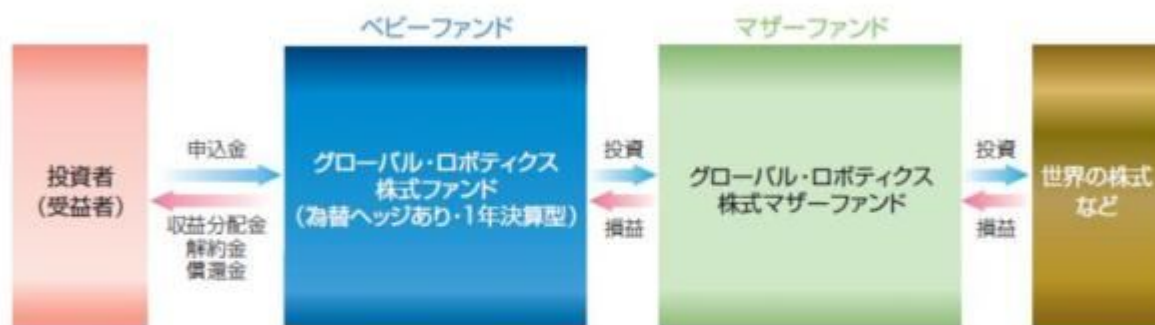 ベビーファンド
マザーファンド
投資者
(受益者)
申込金
収益分配金
解約金
償還金
グローバル・ロボティクス
株式ファンド
(為替ヘッジあり・1年決算型)
投資
損益
グローバル・ロボティクス
株式マザーファンド
投資
損益
世界の株式
など